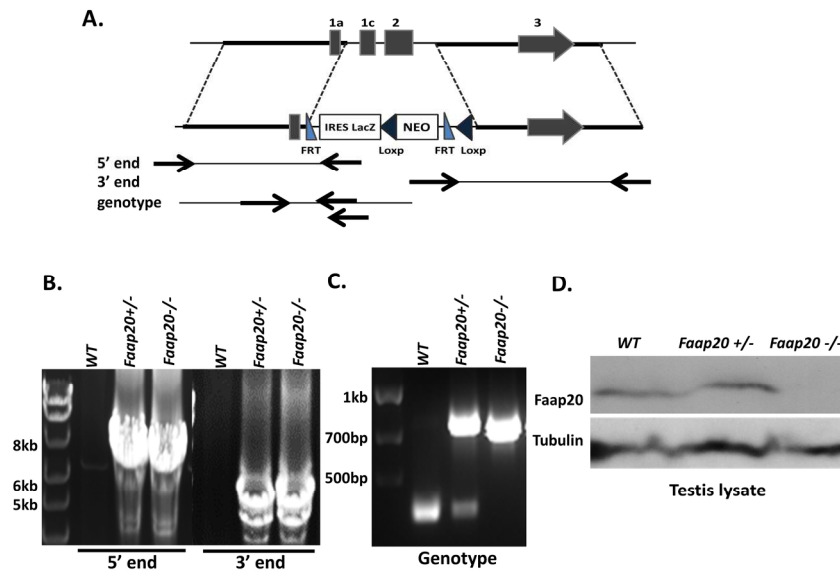 A.
1a 1c 2 3
IRES LacZ NEO
FRT Loxp FRT Loxp
5' end
3' end
genotype
B.
WT Faap20+/- Faap20-/- WT Faap20+/- Faap20-/-
8kb
6kb
5kb
5' end 3' end
C.
WT Faap20+/- Faap20-/-
1kb
700bp
500bp
Genotype
D.
WT Faap20 +/- Faap20 -/-
Faap20
Tubulin
Testis lysate